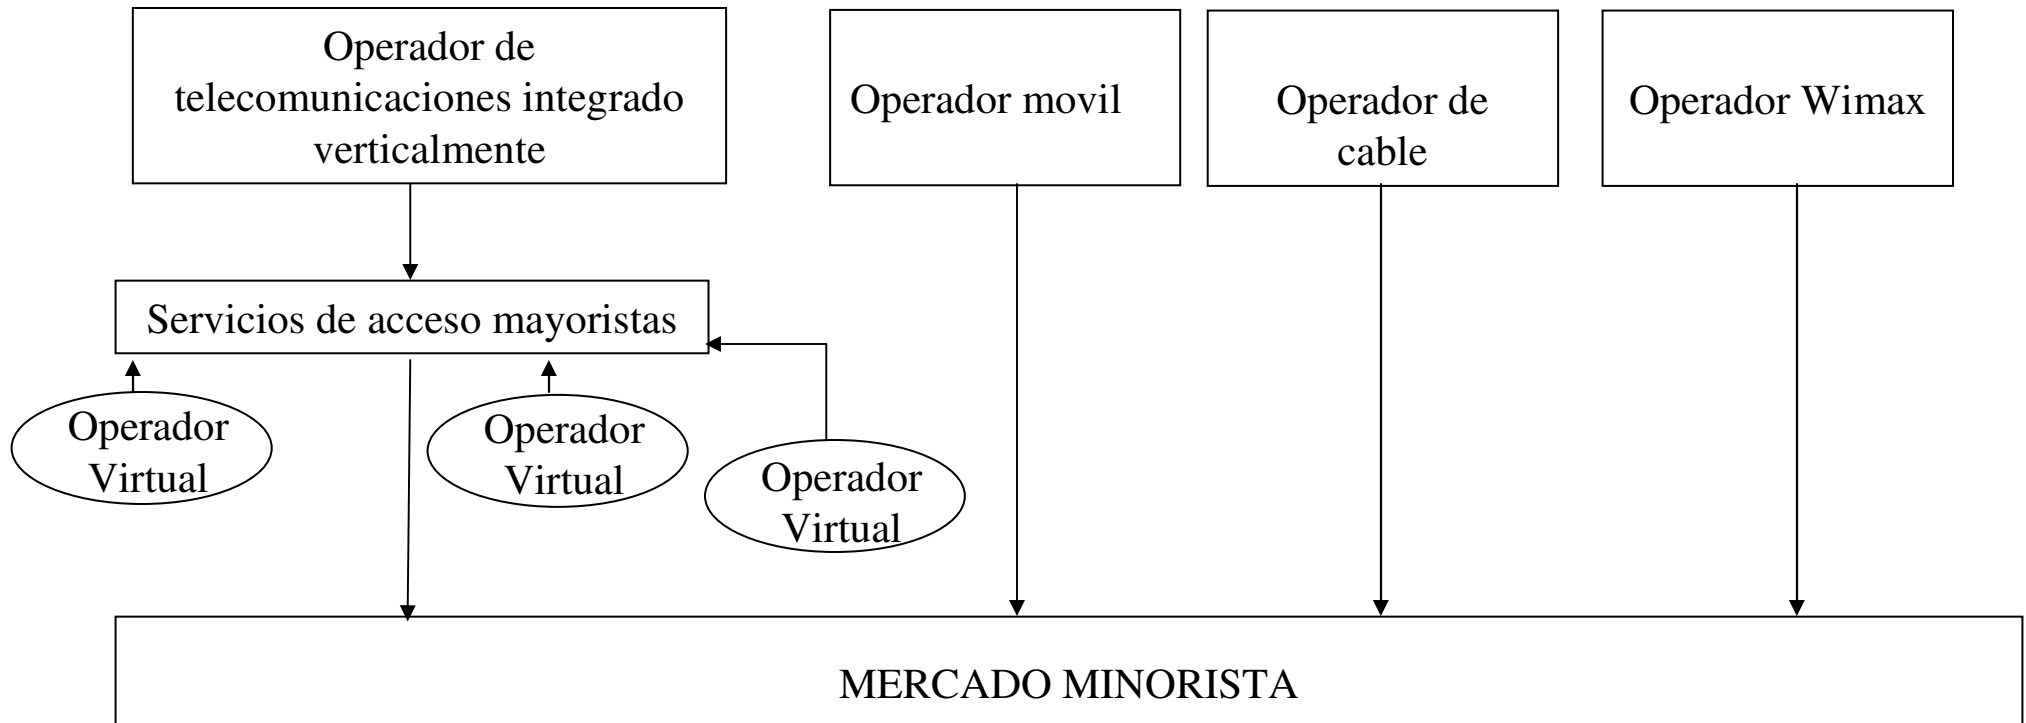 Operador de
telecomunicaciones integrado
verticalmente
Operador movil
Operador de
cable
Operador Wimax
Servicios de acceso mayoristas
Operador
Virtual
Operador
Virtual
Operador
Virtual
MERCADO MINORISTA